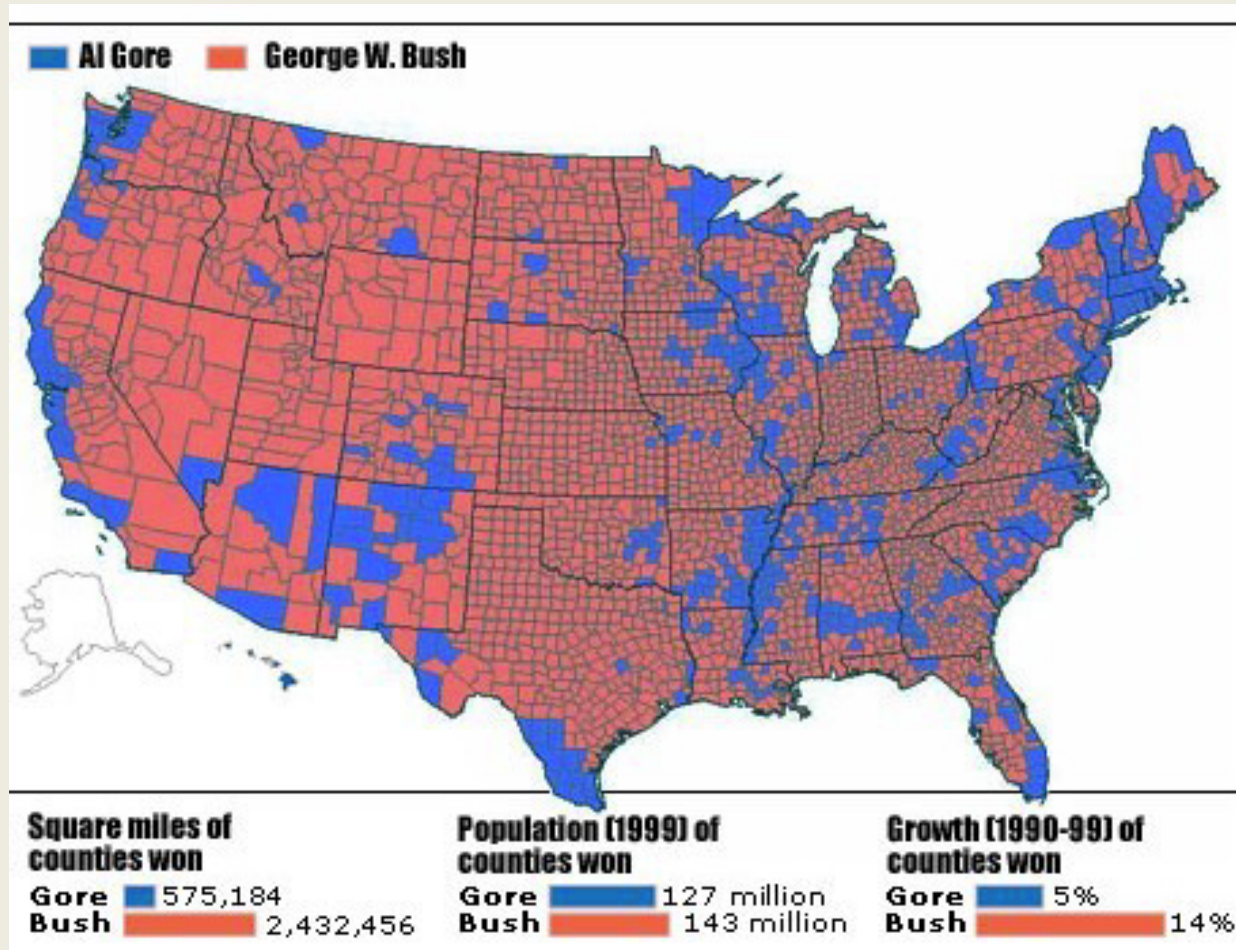 Al Gore George W. Bush
Square miles of
counties won
Gore 575,184
Bush 2,432,456
Population (1999) of
counties won
Gore 127 million
Bush 143 million
Growth (1990-99) of
counties won
Gore 5%
Bush 14%